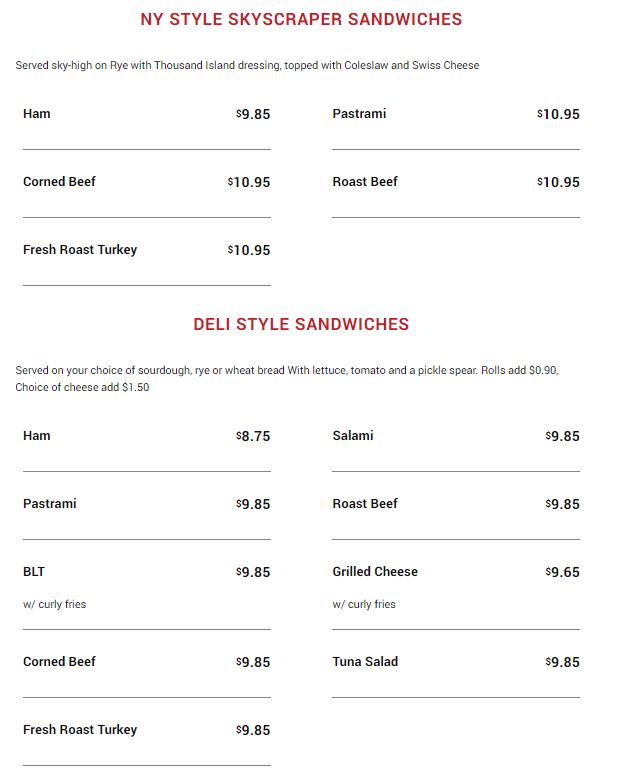 NY STYLE SKYSCRAPER SANDWICHES
Served sky-high on Rye with Thousand Island dressing, topped with Coleslaw and Swiss Cheese
Ham $9.85 Pastrami $10.95
Corned Beef $10.95 Roast Beef $10.95
Fresh Roast Turkey $10.95
DELI STYLE SANDWICHES
Served on your choice of sourdough, rye or wheat bread With lettuce, tomato and a pickle spear. Rolls add $0.90,
Choice of cheese add $1.50
Ham $8.75 Salami $9.85
Pastrami $9.85 Roast Beef $9.85
BLT $9.85 Grilled Cheese $9.65
w/ curly fries w/ curly fries
Corned Beef $9.85 Tuna Salad $9.85
Fresh Roast Turkey $9.85